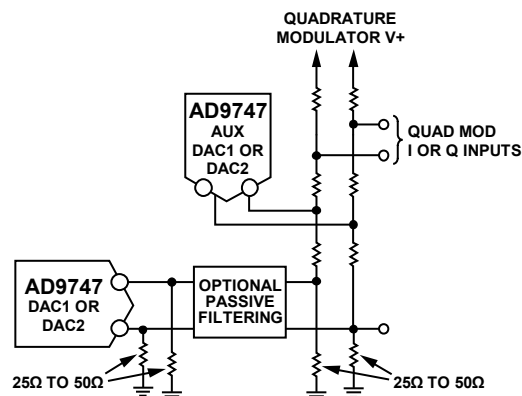 QUADRATURE
MODULATOR V+
AD9747
AUX
DAC1 OR
DAC2
QUAD MOD
I OR Q INPUTS
AD9747
DAC1 OR
DAC2
OPTIONAL
PASSIVE
FILTERING
25Ω TO 50Ω
25Ω TO 50Ω